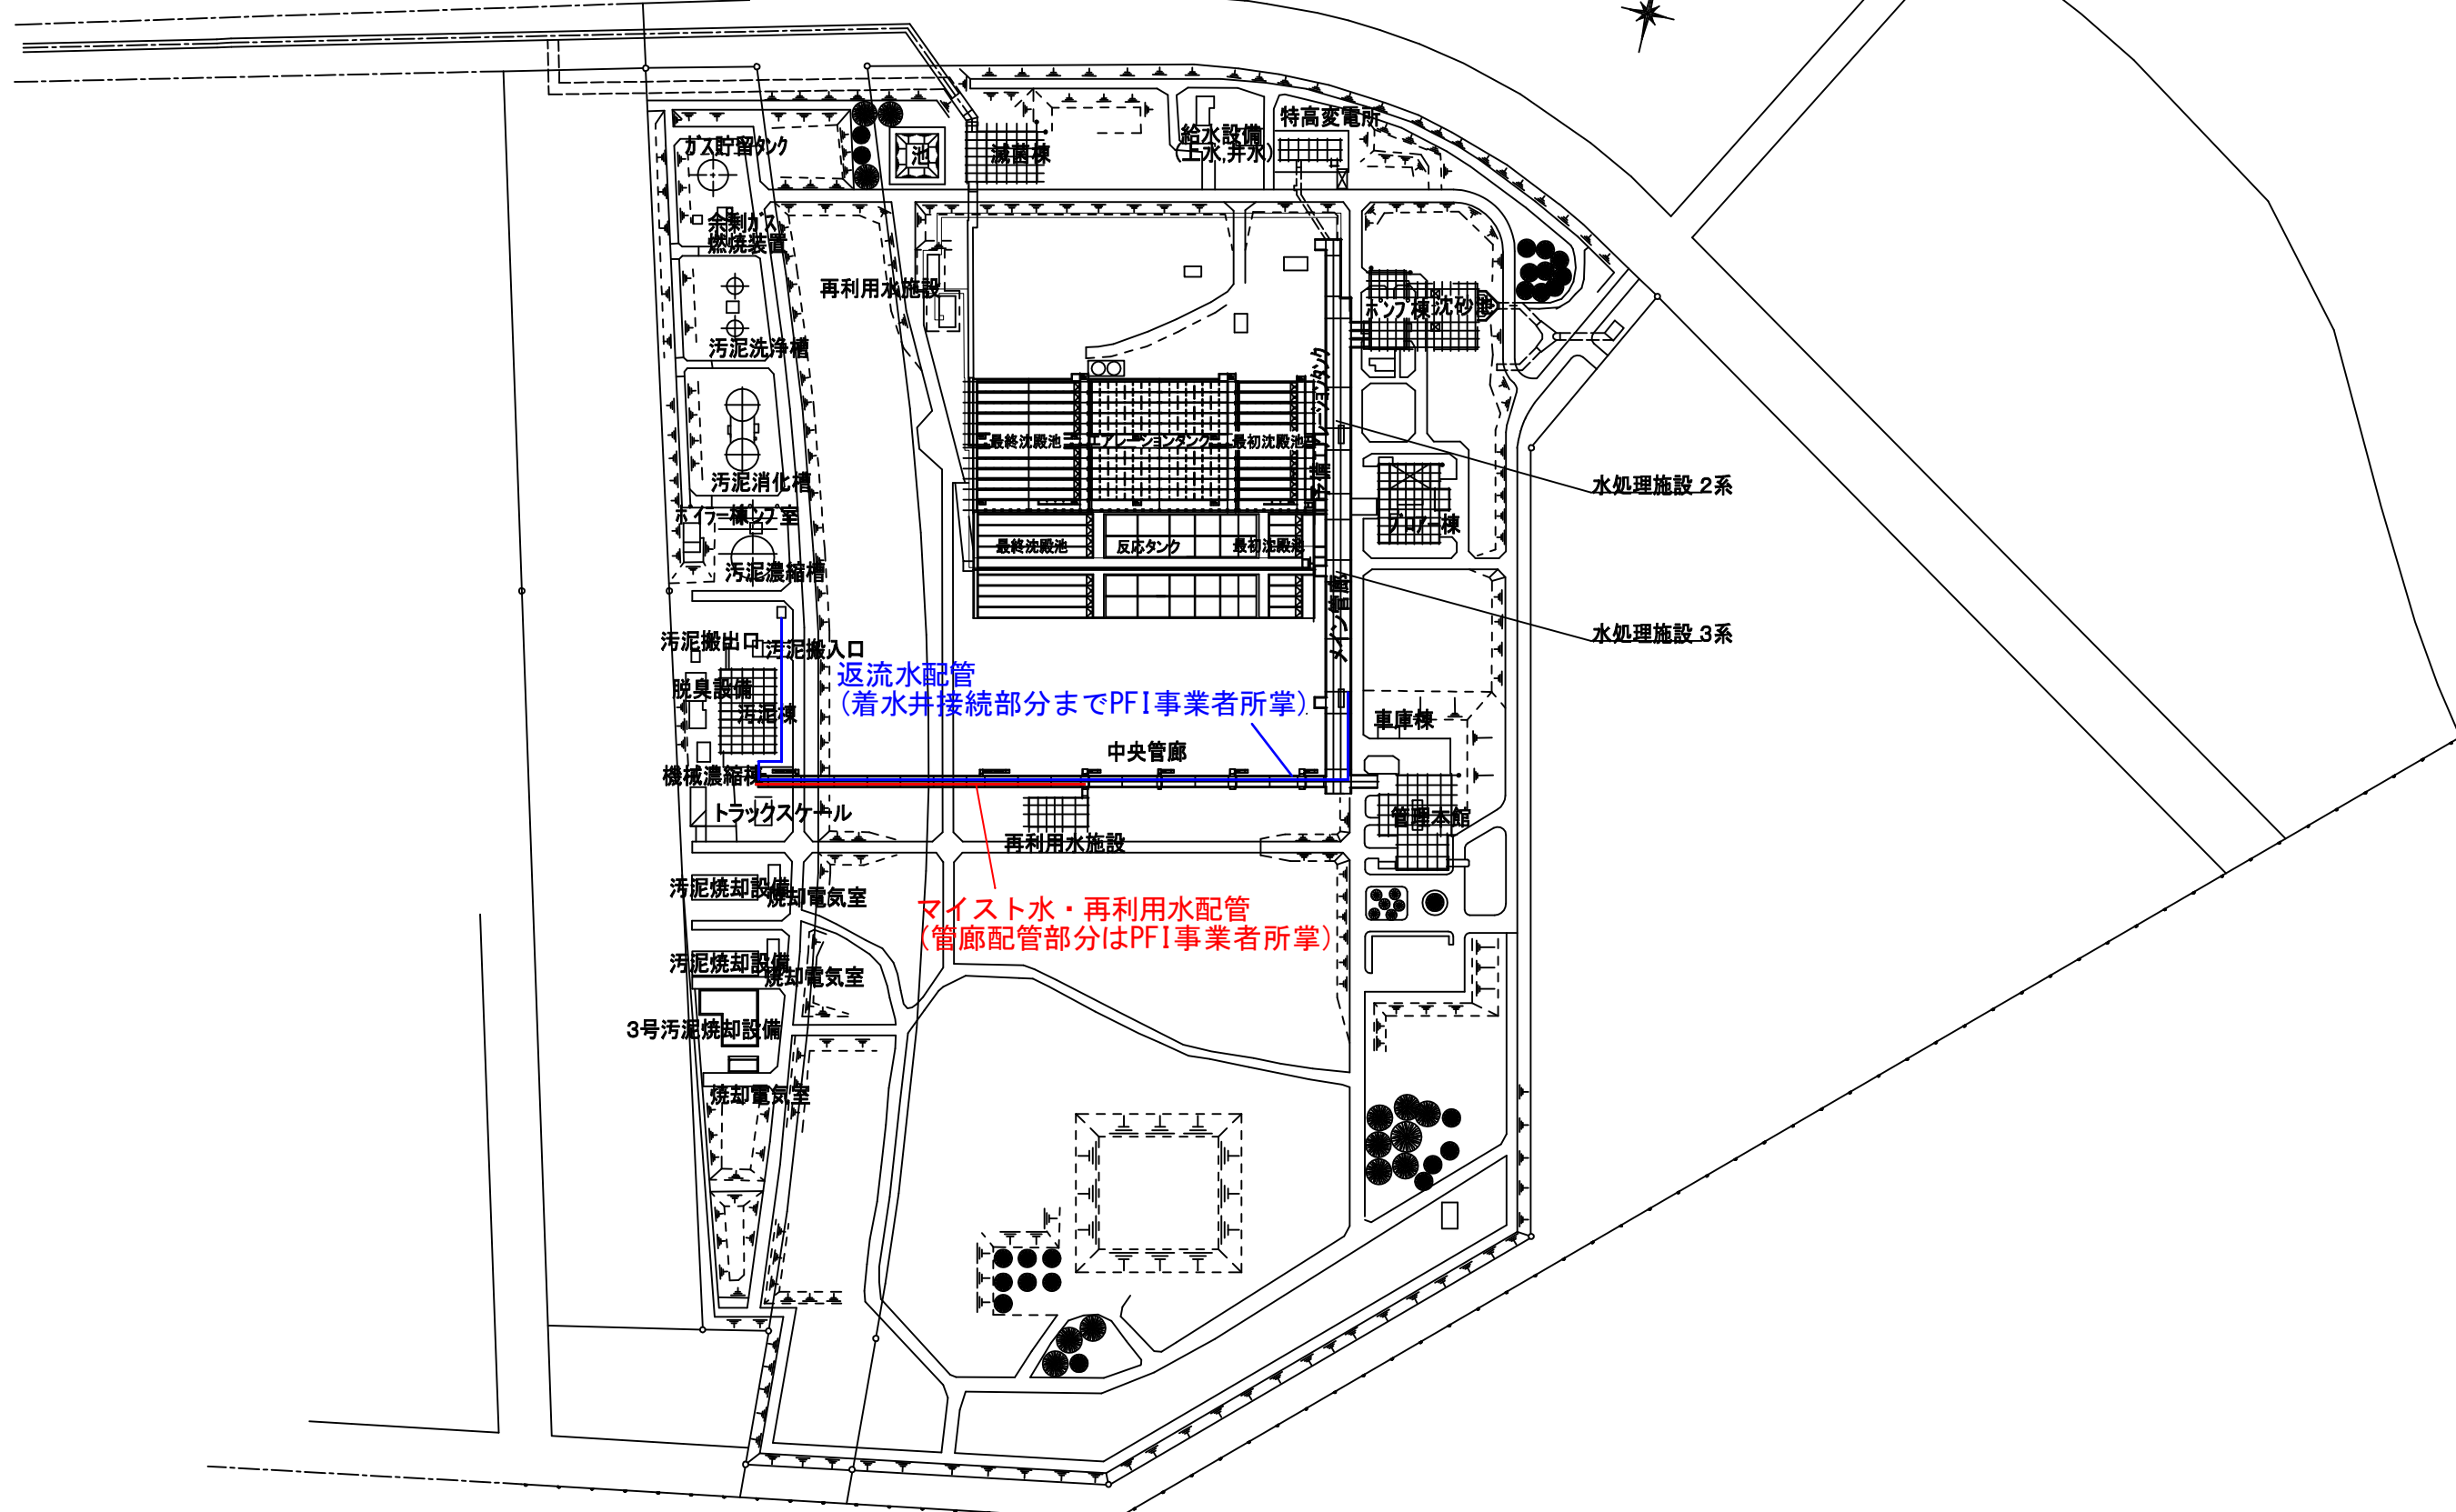 特高変電所
給水設備
(上水,井水)
滅菌棟
池
ガス貯留タンク
余剰ガス
燃焼装置
再利用水施設
ポンプ棟
沈砂池
汚泥洗浄槽
最終沈殿池
エアレーションタンク
最初沈殿池
汚泥消化槽
水処理施設 2系
ボイラー棟
ポンプ室
ブロワー棟
最終沈殿池
反応タンク
最初沈殿池
汚泥濃縮槽
メイン管廊
水処理施設 3系
汚泥搬出口
汚泥搬入口
返流水配管
(着水井接続部分までPFI事業者所掌)
脱臭設備
汚泥棟
車庫棟
中央管廊
機械濃縮棟
トラックスケール
管理本館
再利用水施設
汚泥焼却設備
焼却電気室
マイスト水・再利用水配管
(管廊配管部分はPFI事業者所掌)
汚泥焼却設備
焼却電気室
3号汚泥焼却設備
焼却電気室